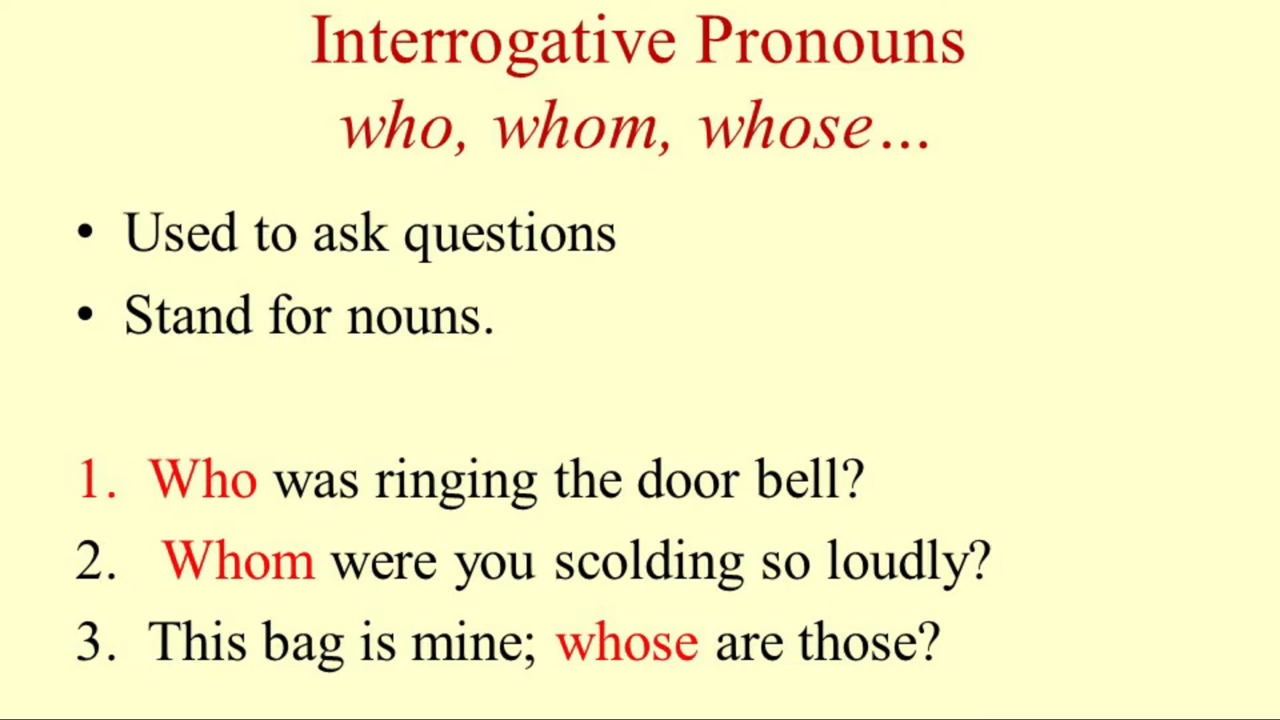 Interrogative Pronouns
who, whom, whose…
• Used to ask questions
• Stand for nouns.
1. Who was ringing the door bell?
2. Whom were you scolding so loudly?
3. This bag is mine; whose are those?